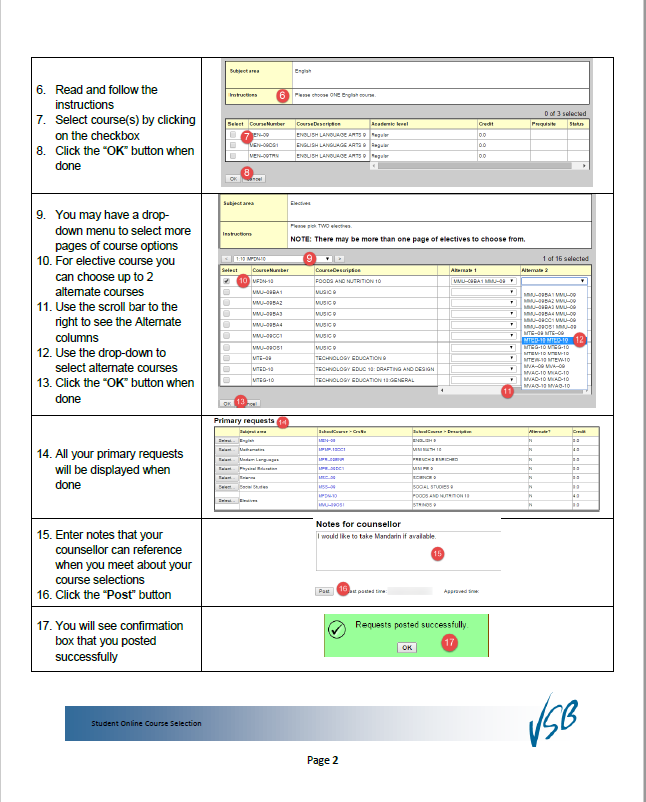 6. Read and follow the
instructions
7. Select course(s) by clicking
on the checkbox
8. Click the “OK” button when
done
Subject area English
Instructions 6 Please choose ONE English course.
0 of 3 selected
Select CourseNumber CourseDescription Academic level Credit Prequisite Status
7 MEN--09 ENGLISH LANGUAGE ARTS 9 Regular 0.0
MEN--09CS1 ENGLISH LANGUAGE ARTS 9 Regular 0.0
MEN--09TRN ENGLISH LANGUAGE ARTS 9 Regular 0.0
OK 8 Cancel
9. You may have a drop-
down menu to select more
pages of course options
10. For elective course you
can choose up to 2
alternate courses
11. Use the scroll bar to the
right to see the Alternate
columns
12. Use the drop-down to
select alternate courses
13. Click the “OK” button when
done
Subject area Electives
Instructions Please pick TWO electives.
NOTE: There may be more than one page of electives to choose from.
1:10 MFDN-10 9 1 of 16 selected
Select CourseNumber CourseDescription Alternate 1 Alternate 2
10 MFDN-10 FOODS AND NUTRITION 10 MMU--09BA1 MMU--09
MMU--09BA1 MUSIC 9
MMU--09BA2 MUSIC 9
MMU--09BA3 MUSIC 9
MMU--09BA4 MUSIC 9
MMU--09CC1 MUSIC 9
MMU--09OS1 MUSIC 9
MTE--09 TECHNOLOGY EDUCATION 9
MTED-10 TECHNOLOGY EDUC 10: DRAFTING AND DESIGN
MTEG-10 TECHNOLOGY EDUCATION 10:GENERAL
MMU--09BA1 MMU--09
MMU--09BA2 MMU--09
MMU--09BA3 MMU--09
MMU--09BA4 MMU--09
MMU--09CC1 MMU--09
MMU--09OS1 MMU--09
MTE--09 MTE--09
MTED-10 MTED-10 12
MTEG-10 MTEG-10
MTEM-10 MTEM-10
MTEW-10 MTEW-10
MVA--09 MVA--09
MVAC-10 MVAC-10
MVAD-10 MVAD-10
MVAG-10 MVAG-10
11
OK 13 Cancel
14. All your primary requests
will be displayed when
done
Primary requests 14
Subject area SchoolCourse > CrsNo SchoolCourse > Description Alternate? Credit
Select... English MEN--09 ENGLISH 9 N 0.0
Select... Mathematics MINI MATH 10 N 4.0
Select... Modern Languages FRENCH 9 ENRICHED N 0.0
Select... Physical Education MPE--09DC1 MINI PE 9 N 0.0
Select... Science MSC--09 SCIENCE 9 N 0.0
Select... Social Studies MSS--09 SOCIAL STUDIES 9 N 0.0
Select... Electives MFDN-10 FOODS AND NUTRITION 10 N 4.0
MMU--09OS1 STRINGS 9 N 0.0
15. Enter notes that your
counsellor can reference
when you meet about your
course selections
16. Click the “Post” button
Notes for counsellor
I would like to take Mandarin if available.
15
Post 16 Last posted time: Approved time:
17. You will see confirmation
box that you posted
successfully
Requests posted successfully.
OK 17
Student Online Course Selection
VSB
Page 2